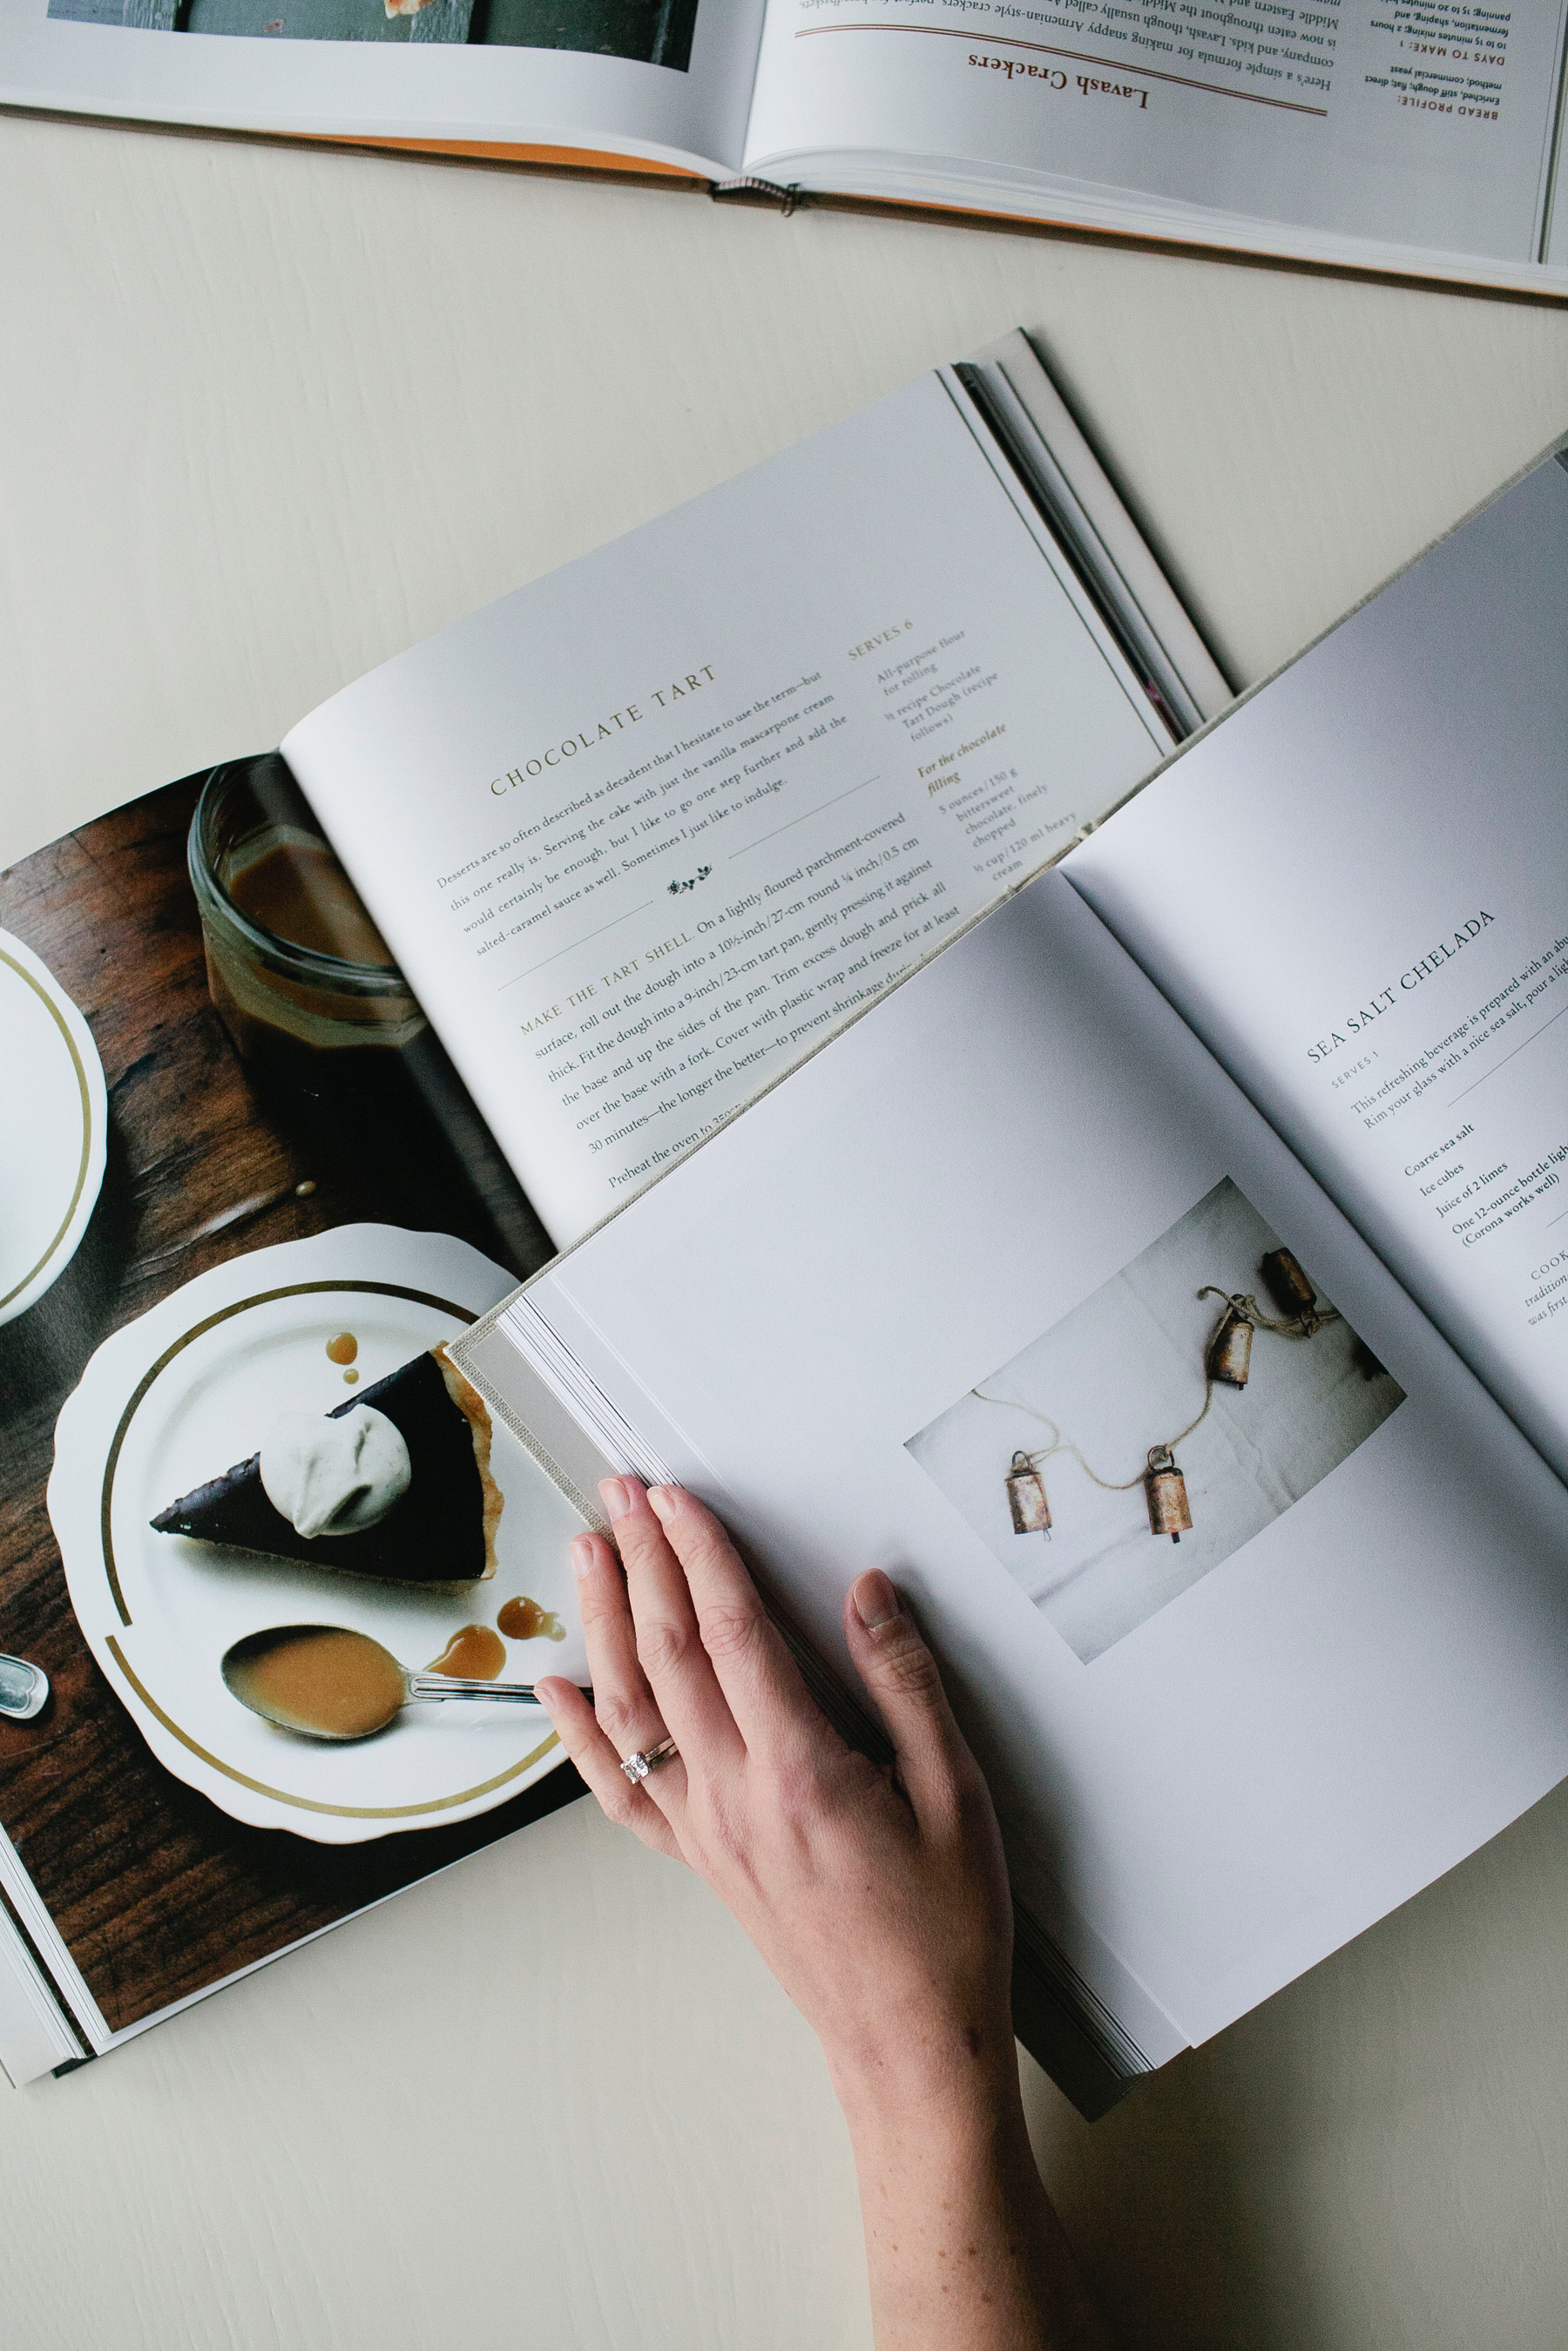 Lavash Crackers
Here's a simple formula for making snappy Armenian-style crackers, perfect for breadbaskets,
company, and kids. Lavash, though usually called
is now eaten throughout the Middle
Middle Eastern and
BREAD PROFILE:
Enriched, stiff dough; flat; direct
method; commercial yeast
DAYS TO MAKE: 1
10 to 15 minutes mixing; 2 hours
fermentation, shaping, and
panning; 15 to 20 minutes
CHOCOLATE TART
Desserts are so often described as decadent that I hesitate to use the term—but
this one really is. Serving the cake with just the vanilla mascarpone cream
would certainly be enough, but I like to go one step further and add the
salted-caramel sauce as well. Sometimes I just like to indulge.
MAKE THE TART SHELL. On a lightly floured parchment-covered
surface, roll out the dough into a 10½-inch/27-cm round ¼ inch/0.5 cm
thick. Fit the dough into a 9-inch/23-cm tart pan, gently pressing it against
the base and up the sides of the pan. Trim excess dough and prick all
over the base with a fork. Cover with plastic wrap and freeze for at least
30 minutes—the longer the better—to prevent shrinkage during
Preheat the oven to 350°F
SERVES 6
All-purpose flour
for rolling
½ recipe Chocolate
Tart Dough (recipe
follows)
For the chocolate
filling
5 ounces/150 g
bittersweet
chocolate, finely
chopped
½ cup/120 ml heavy
cream
SEA SALT CHELADA
SERVES 1
This refreshing beverage is prepared with an
Rim your glass with a nice sea salt, pour a
Coarse sea salt
Ice cubes
Juice of 2 limes
One 12-ounce bottle
(Corona works well)
COOK
tradition
was first